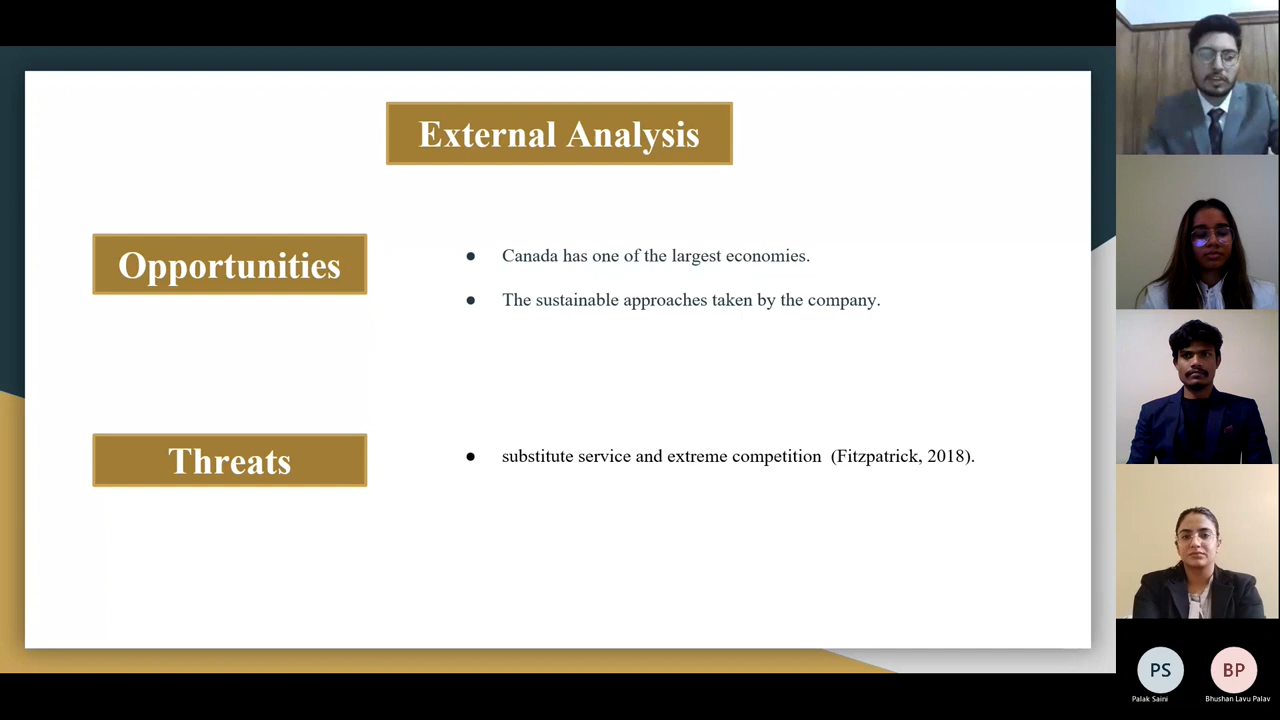 External Analysis
Opportunities
● Canada has one of the largest economies.
● The sustainable approaches taken by the company.
Threats
● substitute service and extreme competition (Fitzpatrick, 2018).
PS
BP
Palak Saini
Bhushan Lavu Palav